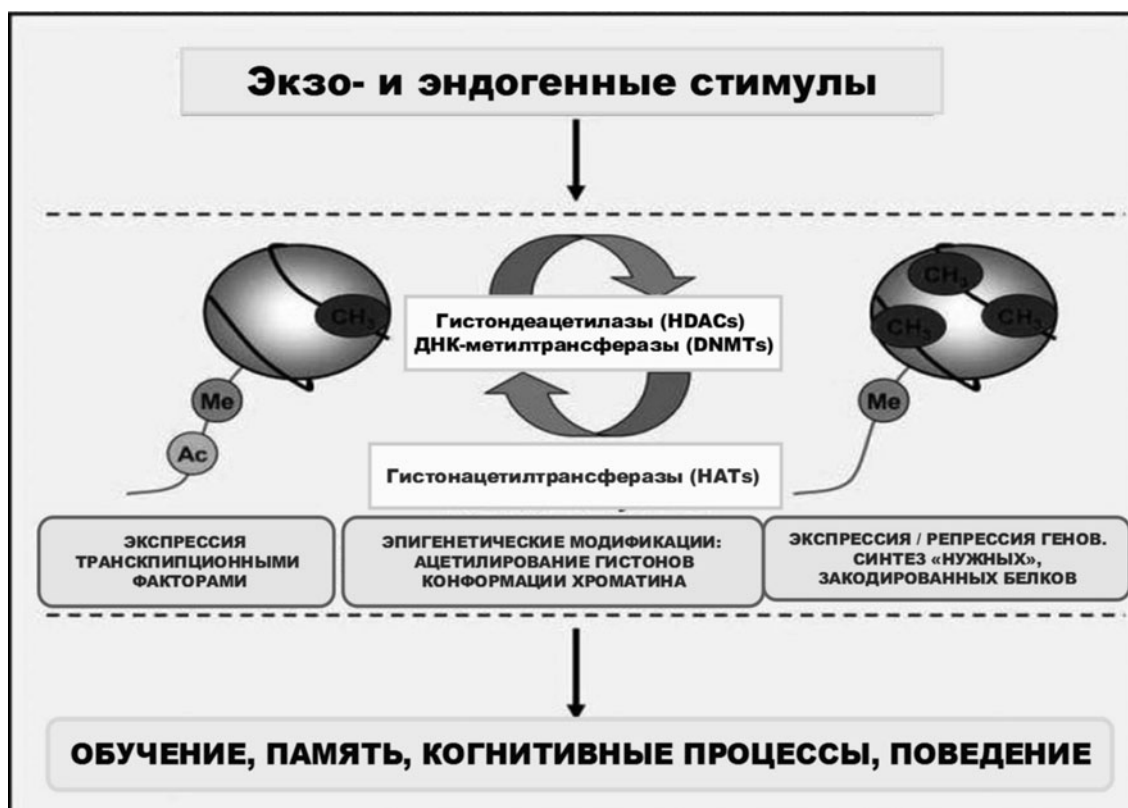 Экзо- и эндогенные стимулы
CH3
CH3
CH3
CH3
Гистондеацетилазы (HDACs)
ДНК-метилтрансферазы (DNMTs)
Me
Me
Ac
Гистонацетилтрансферазы (HATs)
ЭКСПРЕССИЯ
ТРАНСКПИПЦИОННЫМИ
ФАКТОРАМИ
ЭПИГЕНЕТИЧЕСКИЕ МОДИФИКАЦИИ:
АЦЕТИЛИРОВАНИЕ ГИСТОНОВ
КОНФОРМАЦИИ ХРОМАТИНА
ЭКСПРЕССИЯ / РЕПРЕССИЯ ГЕНОВ.
СИНТЕЗ «НУЖНЫХ»,
ЗАКОДИРОВАННЫХ БЕЛКОВ
ОБУЧЕНИЕ, ПАМЯТЬ, КОГНИТИВНЫЕ ПРОЦЕССЫ, ПОВЕДЕНИЕ